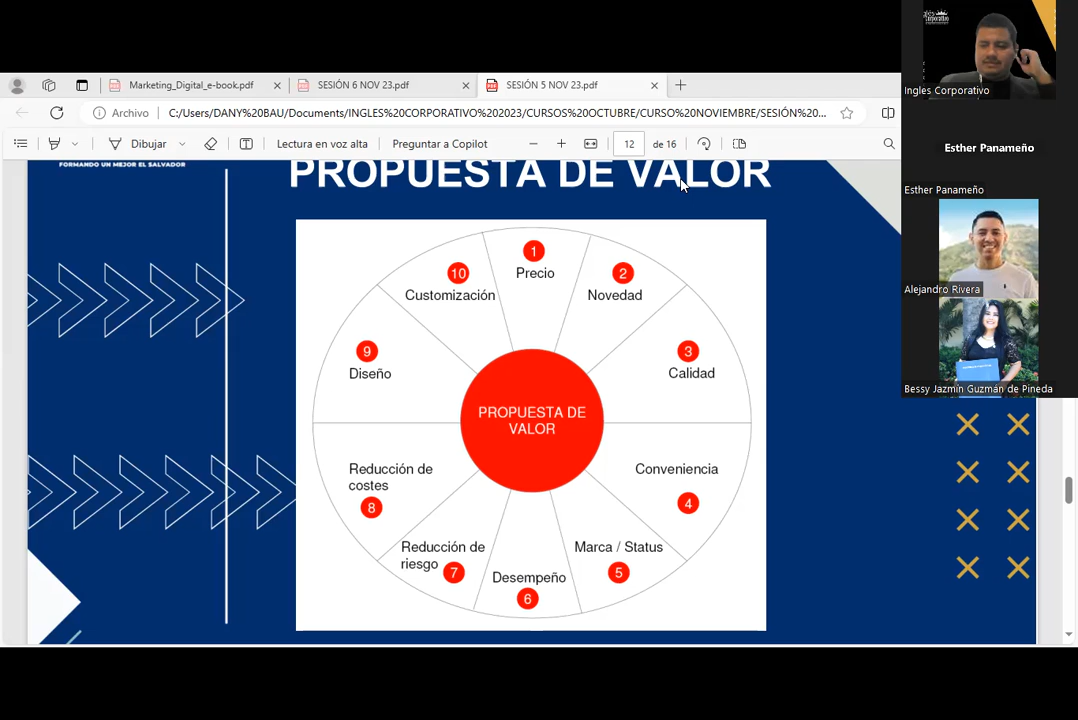 Marketing_Digital_e-book.pdf
SESIÓN 6 NOV 23.pdf
SESIÓN 5 NOV 23.pdf
Archivo
C:/Users/DANY%20BAU/Documents/INGLES%20CORPORATIVO%202023/CURSOS%20OCTUBRE/CURSO%20NOVIEMBRE/SESIÓN%20...
Dibujar
Lectura en voz alta
Preguntar a Copilot
12
de 16
FORMANDO UN MEJOR EL SALVADOR
PROPUESTA DE VALOR
1
Precio
2
Novedad
3
Calidad
Conveniencia
4
Marca / Status
5
Desempeño
6
Reducción de
riesgo
7
Reducción de
costes
8
9
Diseño
10
Customización
PROPUESTA DE
VALOR
Ingles Corporativo
Esther Panameño
Esther Panameño
Alejandro Rivera
Bessy Jazmín Guzmán de Pineda